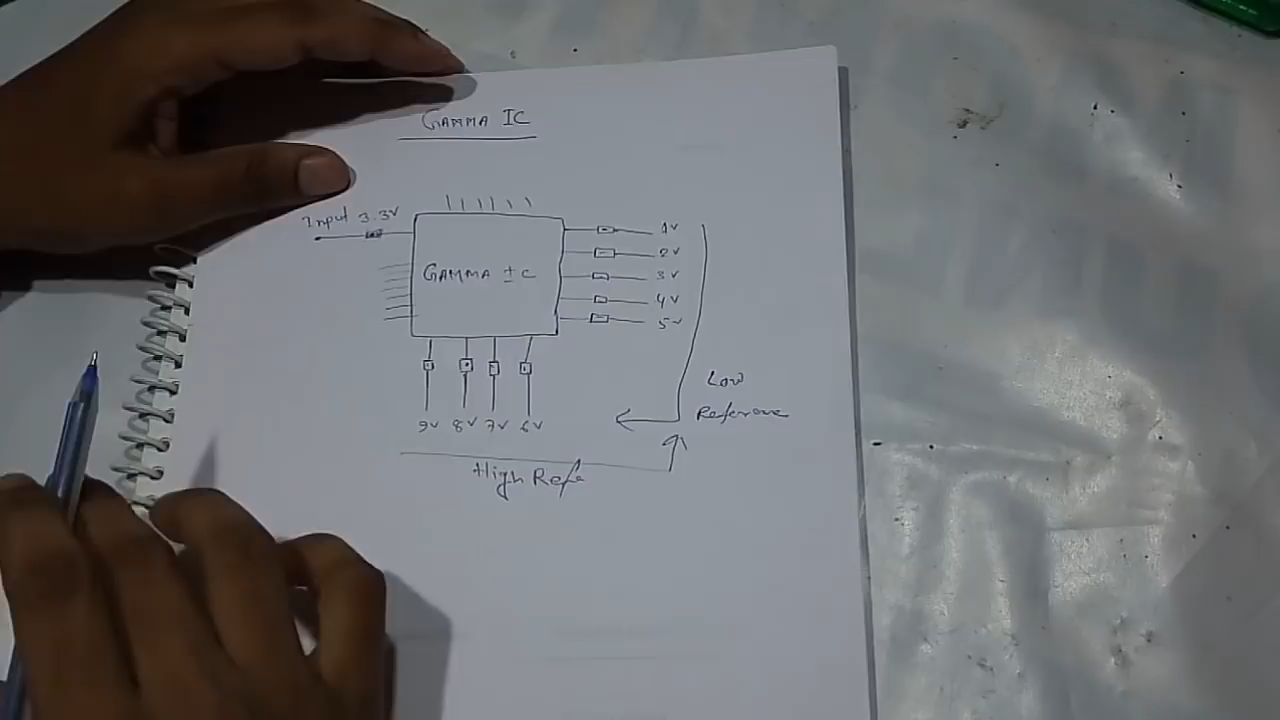 GAMMA IC
Input 3.3V
GAMMA IC
1V
2V
3V
4V
5V
9V 8V 7V 6V
Low
Reference
High Refe